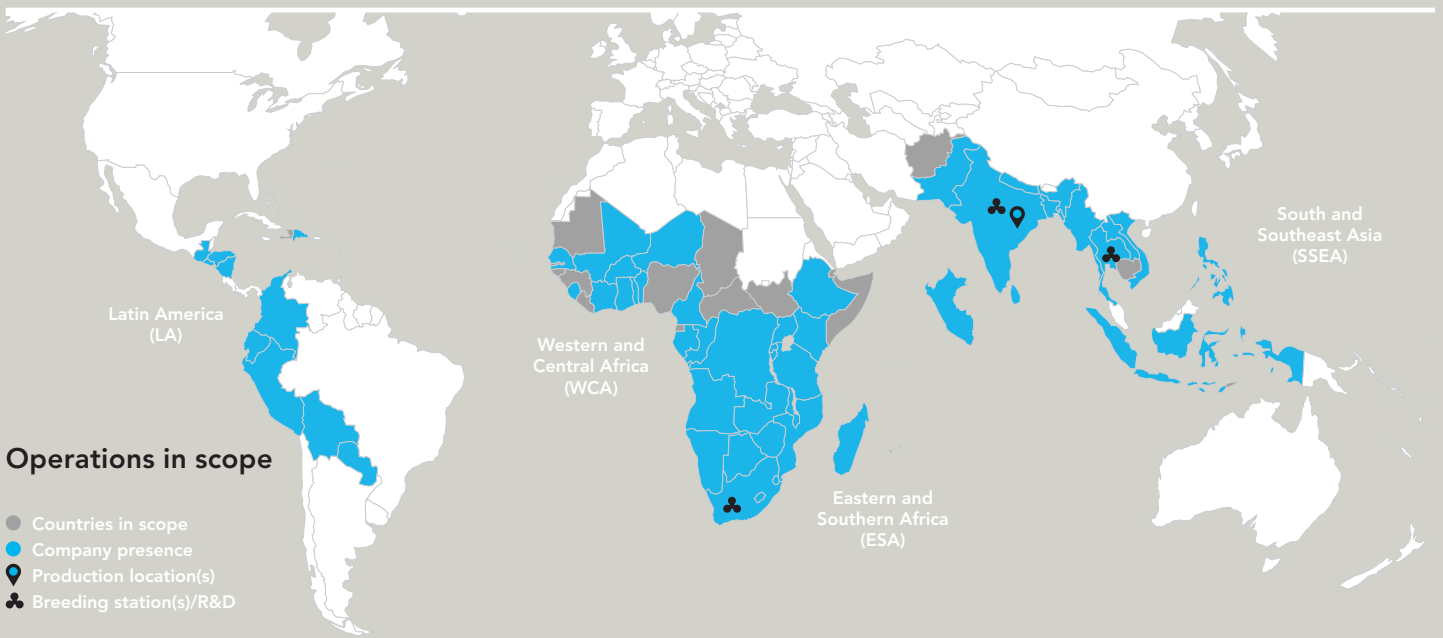 South and
Southeast Asia
(SSEA)
Latin America
(LA)
Western and
Central Africa
(WCA)
Eastern and
Southern Africa
(ESA)
Operations in scope
Countries in scope
Company presence
Production location(s)
Breeding station(s)/R&D